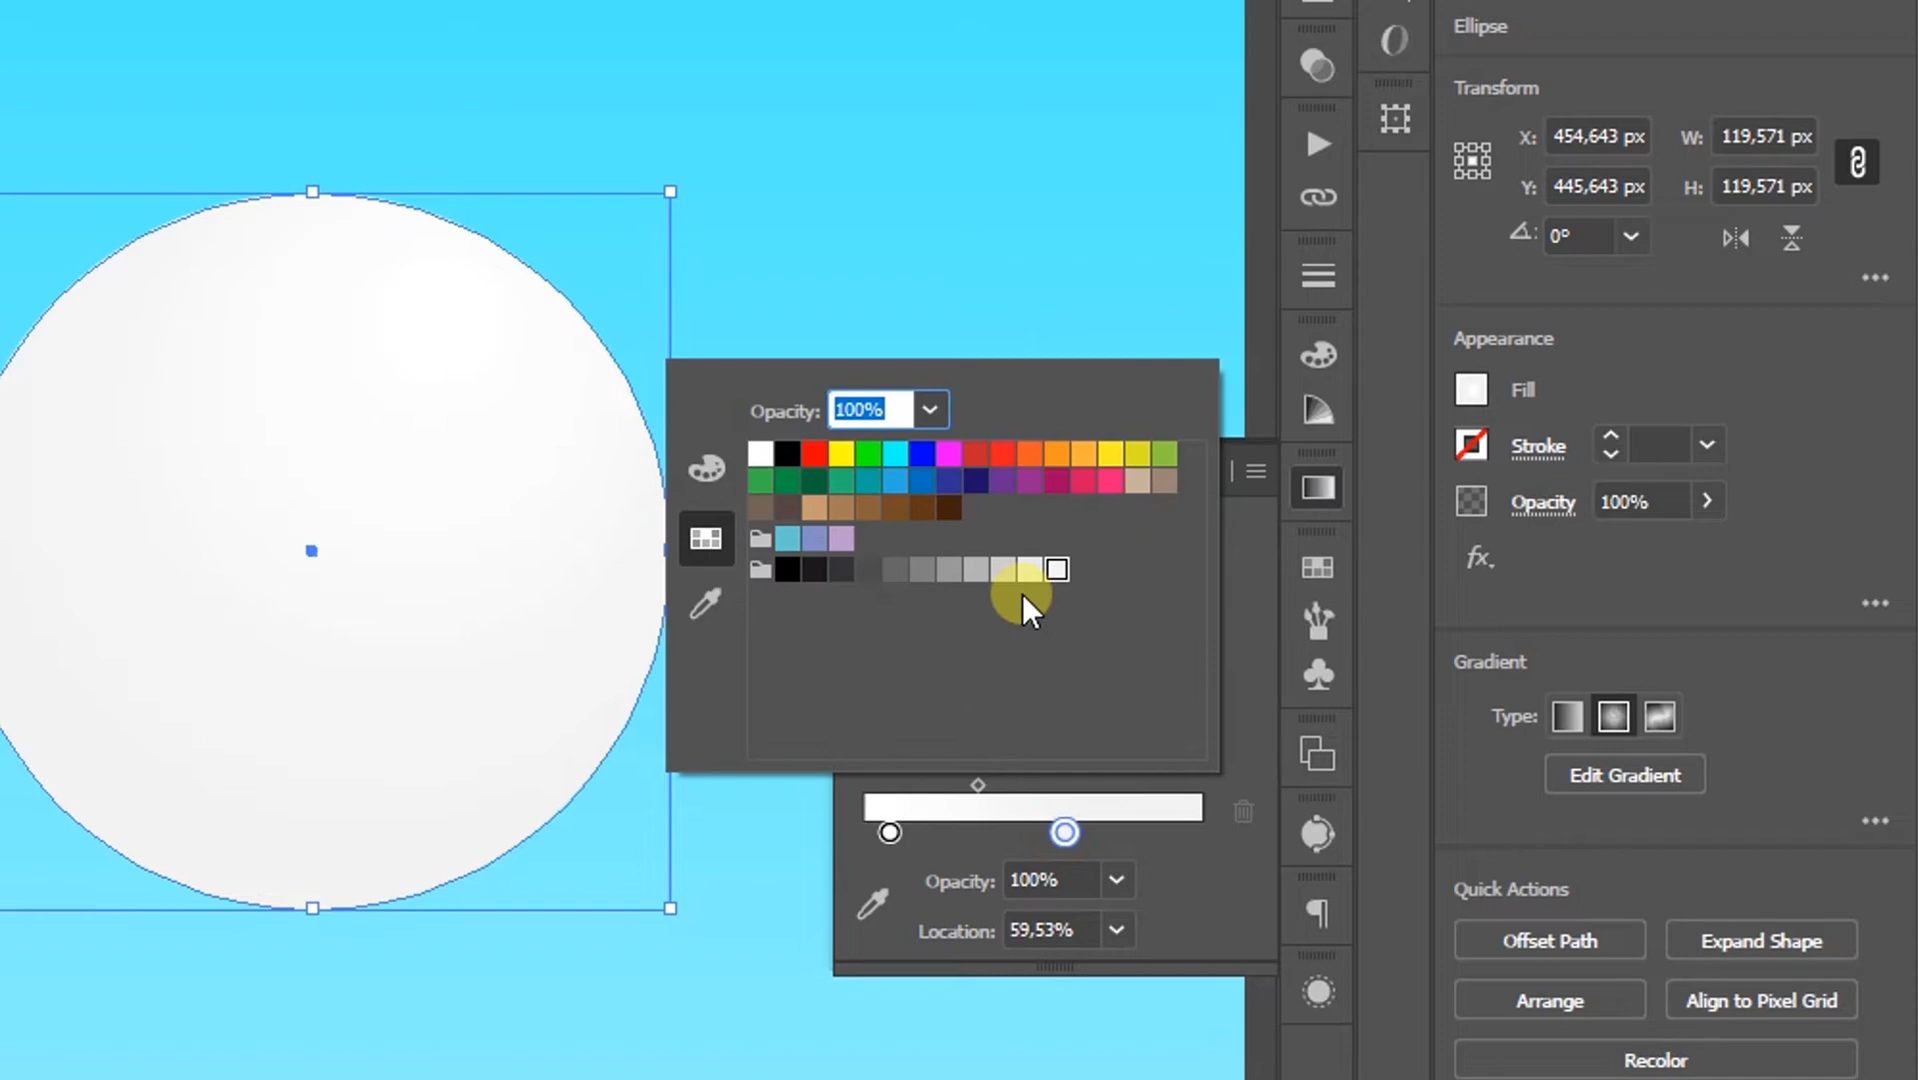 Ellipse
Transform
X: 454,643 px W: 119,571 px
Y: 445,643 px H: 119,571 px
0°
Appearance
Fill
Stroke
Opacity 100%
fx.
Opacity: 100%
Gradient
Type:
Edit Gradient
Opacity: 100%
Location: 59,53%
Quick Actions
Offset Path Expand Shape
Arrange Align to Pixel Grid
Recolor